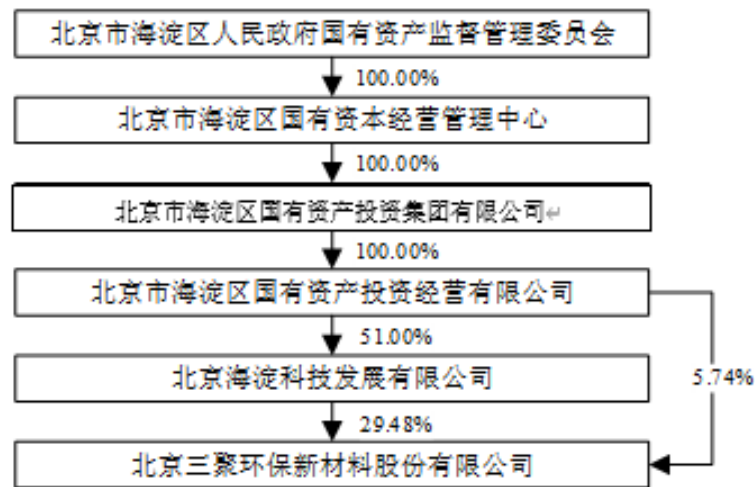 北京市海淀区人民政府国有资产监督管理委员会
100.00%
北京市海淀区国有资本经营管理中心
100.00%
北京市海淀区国有资产投资集团有限公司↵
100.00%
北京市海淀区国有资产投资经营有限公司
51.00%
北京海淀科技发展有限公司
5.74%
29.48%
北京三聚环保新材料股份有限公司